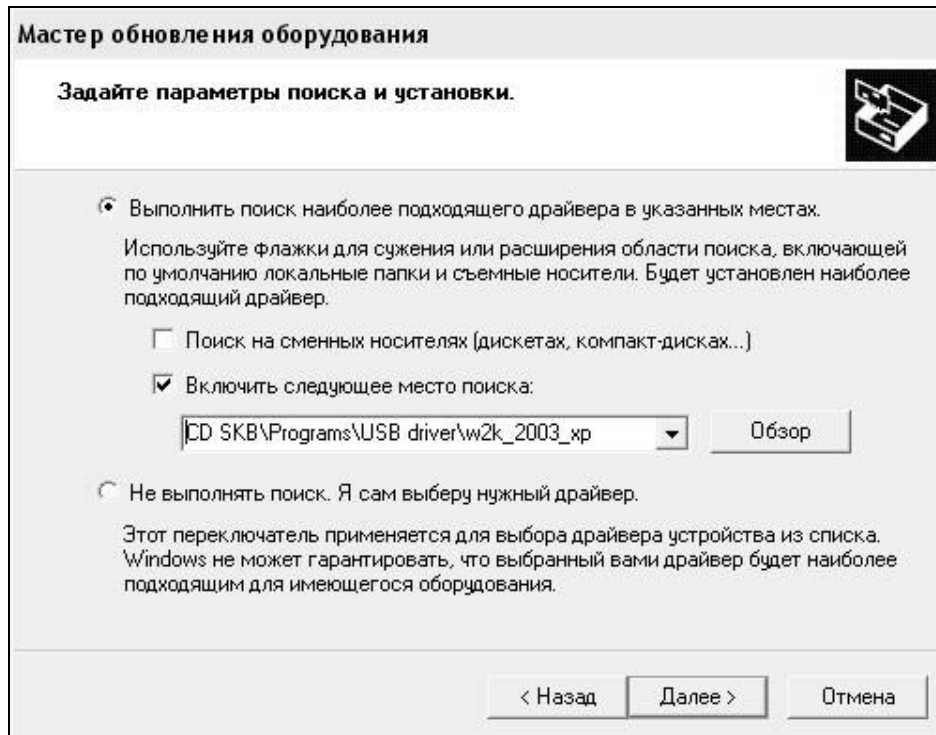 Мастер обновления оборудования
Задайте параметры поиска и установки.
Выполнить поиск наиболее подходящего драйвера в указанных местах.
Используйте флажки для сужения или расширения области поиска, включающей
по умолчанию локальные папки и съемные носители. Будет установлен наиболее
подходящий драйвер.
Поиск на сменных носителях (дискетах, компакт-дисках...)
Включить следующее место поиска:
CD SKB\Programs\USB driver\w2k_2003_xp
Обзор
Не выполнять поиск. Я сам выберу нужный драйвер.
Этот переключатель применяется для выбора драйвера устройства из списка.
Windows не может гарантировать, что выбранный вами драйвер будет наиболее
подходящим для имеющегося оборудования.
< Назад Далее > Отмена